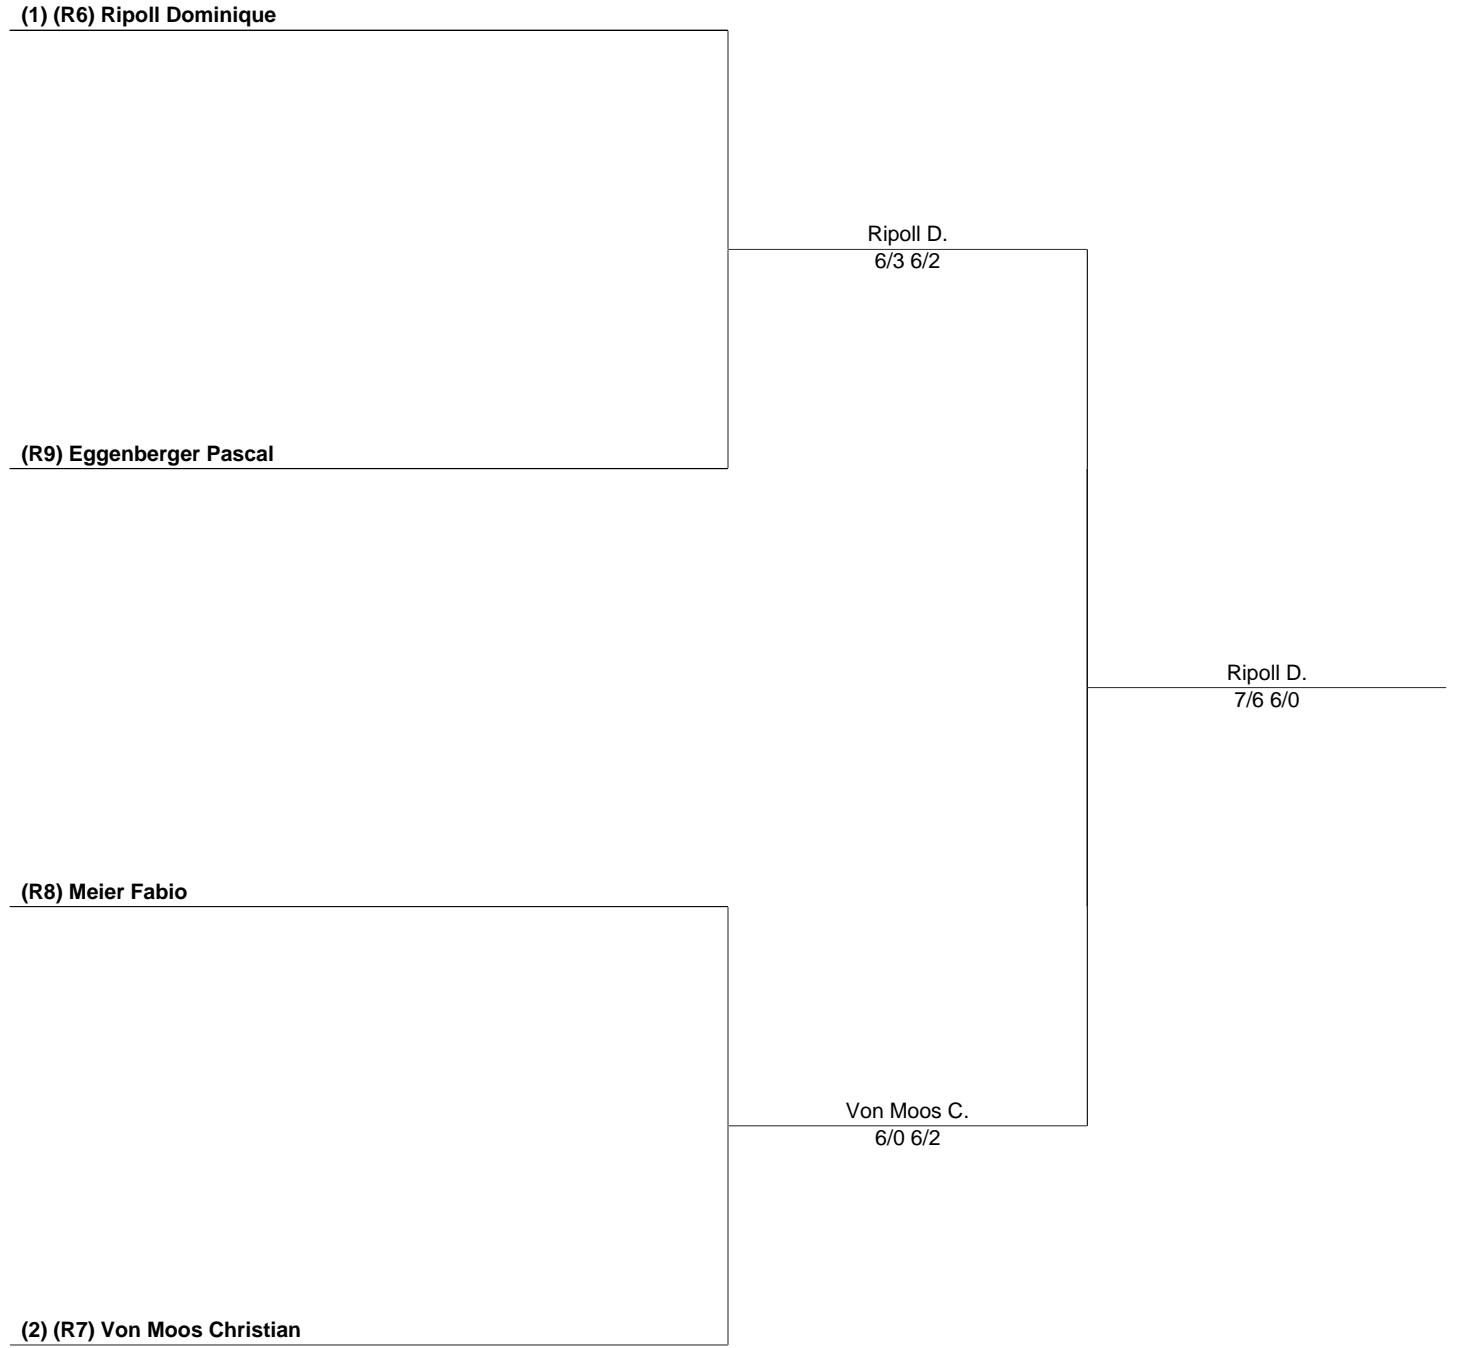 (1) (R6) Ripoll Dominique
Ripoll D.
6/3 6/2
(R9) Eggenberger Pascal
Ripoll D.
7/6 6/0
(R8) Meier Fabio
Von Moos C.
6/0 6/2
(2) (R7) Von Moos Christian